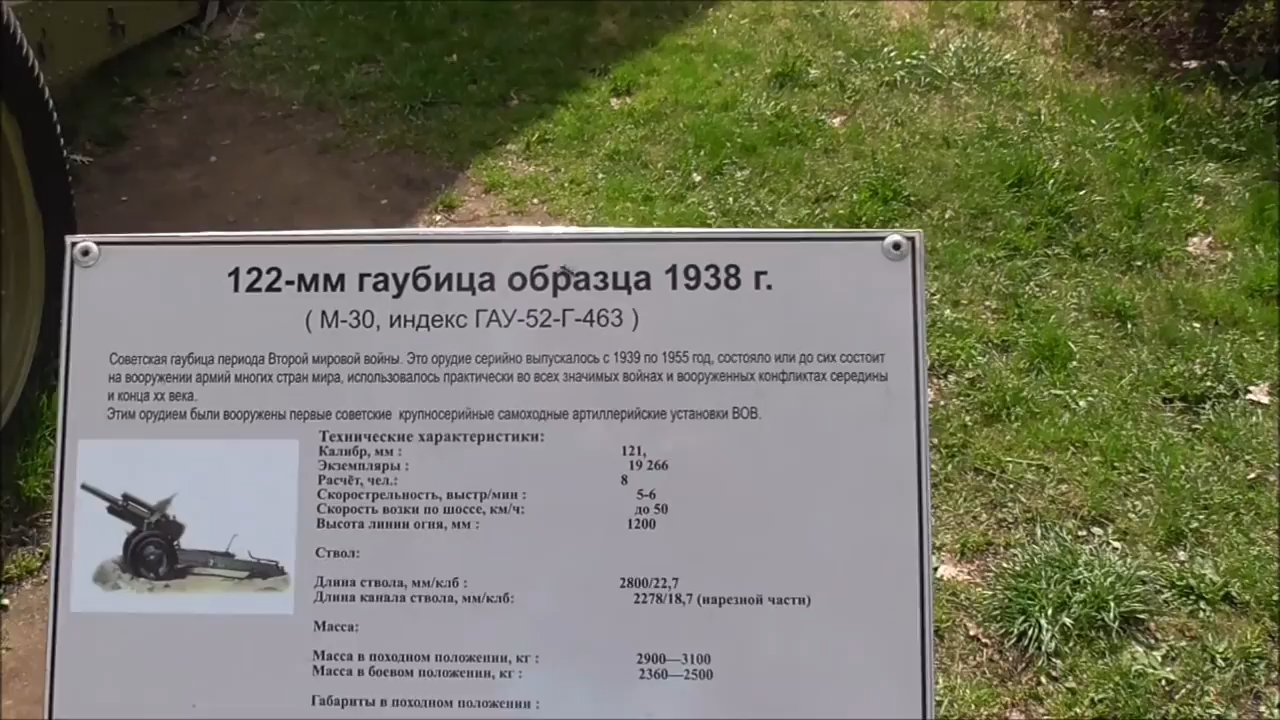 122-мм гаубица образца 1938 г.
( М-30, индекс ГАУ-52-Г-463 )
Советская гаубица периода Второй мировой войны. Это орудие серийно выпускалось с 1939 по 1955 год, состояло или до сих состоит
на вооружении армий многих стран мира, использовалось практически во всех значимых войнах и вооруженных конфликтах середины
и конца xx века.
Этим орудием были вооружены первые советские крупносерийные самоходные артиллерийские установки ВОВ.
Технические характеристики:
Калибр, мм : 121,
Экземпляры : 19 266
Расчёт, чел.: 8
Скорострельность, выстр/мин : 5-6
Скорость возки по шоссе, км/ч: до 50
Высота линии огня, мм : 1200
Ствол:
Длина ствола, мм/клб : 2800/22,7
Длина канала ствола, мм/клб: 2278/18,7 (нарезной части)
Масса:
Масса в походном положении, кг : 2900—3100
Масса в боевом положении, кг : 2360—2500
Габариты в походном положении :